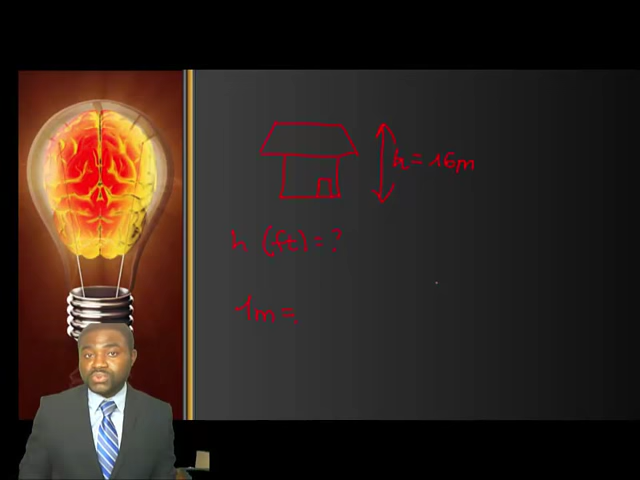 h = 16m
h (ft) = ?
1m =